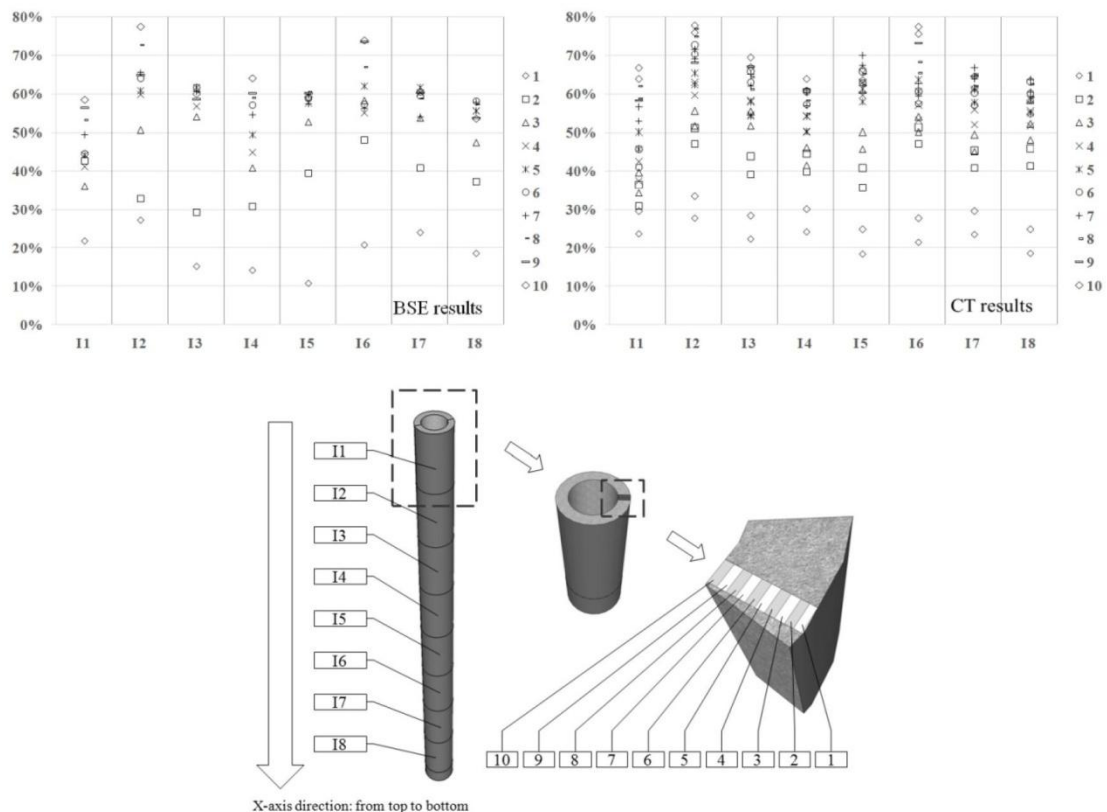 80%
70%
60%
50%
40%
30%
20%
10%
0%
I1 I2 I3 I4 I5 I6 I7 I8
BSE results
1
2
3
4
5
6
7
8
9
10
80%
70%
60%
50%
40%
30%
20%
10%
0%
I1 I2 I3 I4 I5 I6 I7 I8
CT results
1
2
3
4
5
6
7
8
9
10
I1
I2
I3
I4
I5
I6
I7
I8
10 9 8 7 6 5 4 3 2 1
X-axis direction: from top to bottom